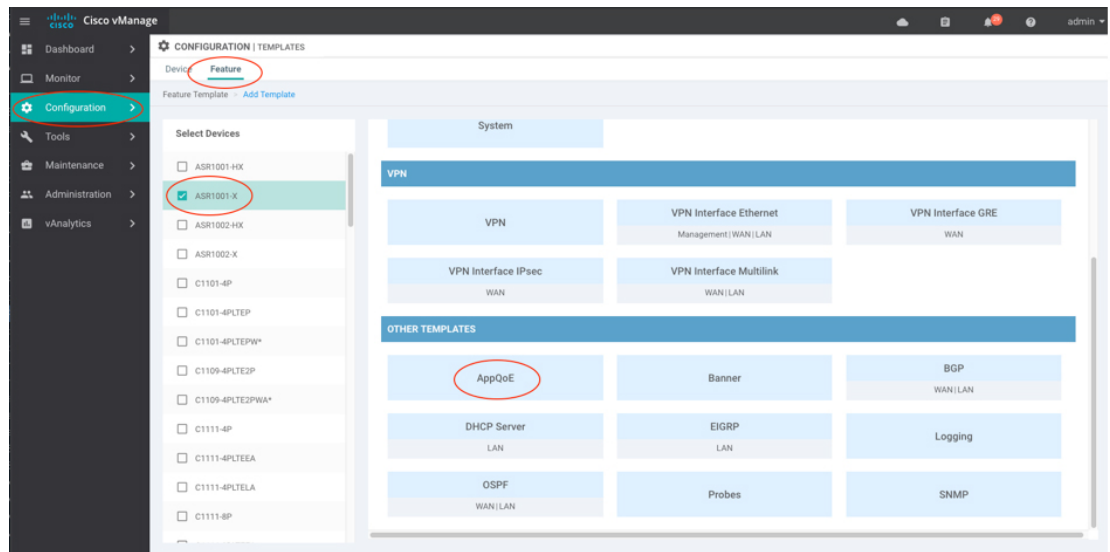 cisco Cisco vManage
admin
Dashboard
Monitor
Configuration
Tools
Maintenance
Administration
vAnalytics
CONFIGURATION | TEMPLATES
Device Feature
Feature Template > Add Template
Select Devices
ASR1001-HX
ASR1001-X
ASR1002-HX
ASR1002-X
C1101-4P
C1101-4PLTEP
C1101-4PLTEPW*
C1109-4PLTE2P
C1109-4PLTE2PWA*
C1111-4P
C1111-4PLTEEA
C1111-4PLTELA
C1111-8P
System
VPN
VPN
VPN Interface Ethernet
Management | WAN | LAN
VPN Interface GRE
WAN
VPN Interface IPsec
WAN
VPN Interface Multilink
WAN | LAN
OTHER TEMPLATES
AppQoE
Banner
BGP
WAN | LAN
DHCP Server
LAN
EIGRP
LAN
Logging
OSPF
WAN | LAN
Probes
SNMP